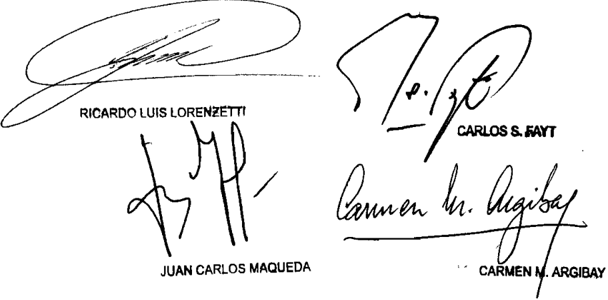 RICARDO LUIS LORENZETTI
CARLOS S. FAYT
JUAN CARLOS MAQUEDA
Carmen M. Argibay
CARMEN M. ARGIBAY